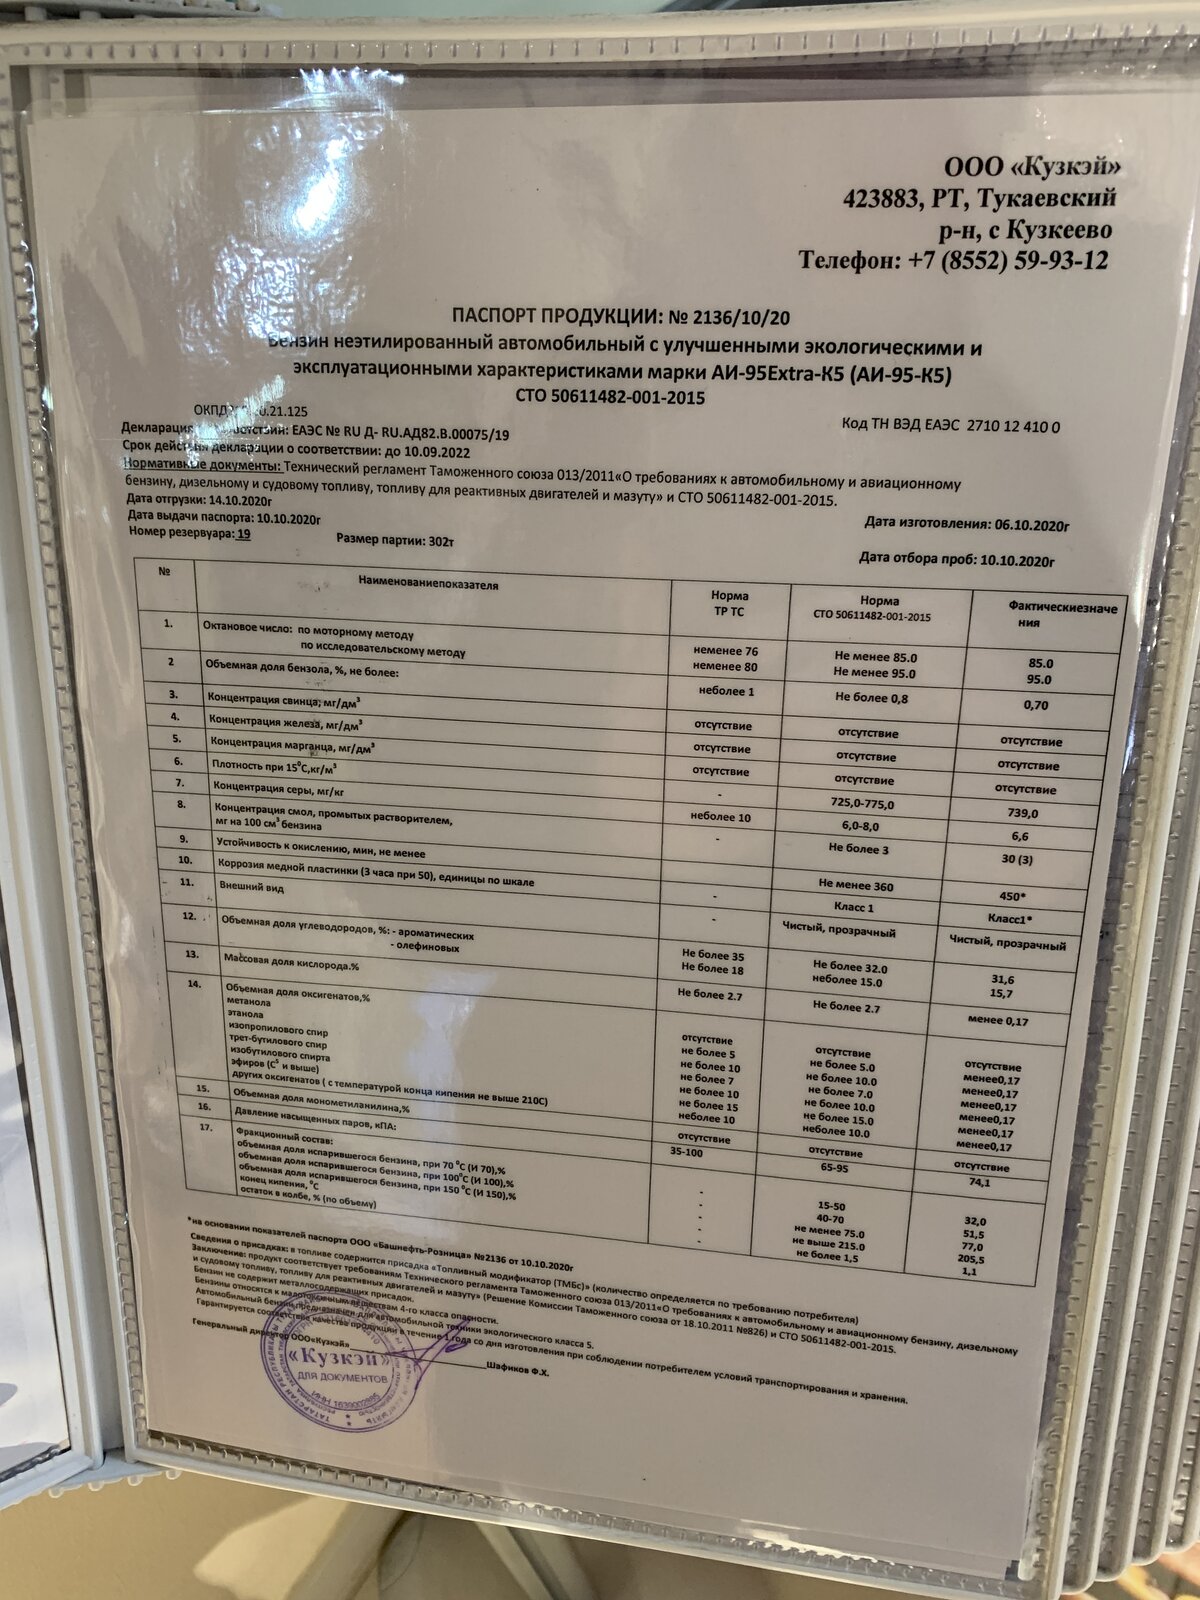 ООО «Кузкэй»
423883, РТ, Тукаевский
р-н, с Кузкеево
Телефон: +7 (8552) 59-93-12
ПАСПОРТ ПРОДУКЦИИ: № 2136/10/20
Бензин неэтилированный автомобильный с улучшенными экологическими и
эксплуатационными характеристиками марки АИ-95Extra-К5 (АИ-95-К5)
СТО 50611482-001-2015
ОКПД .21.125
Код ТН ВЭД ЕАЭС 2710 12 410 0
Декларация соответствии: ЕАЭС № RU Д- RU.АД82.В.00075/19
Срок действия декларации о соответствии: до 10.09.2022
Нормативные документы: Технический регламент Таможенного союза 013/2011«О требованиях к автомобильному и авиационному
бензину, дизельному и судовому топливу, топливу для реактивных двигателей и мазуту» и СТО 50611482-001-2015.
Дата отгрузки: 14.10.2020г
Дата выдачи паспорта: 10.10.2020г
Дата изготовления: 06.10.2020г
Номер резервуара: 19 Размер партии: 302т
Дата отбора проб: 10.10.2020г
№ Наименованиепоказателя Норма ТР ТС Норма СТО 50611482-001-2015 Фактическиезначе ния
1. Октановое число: по моторному методу неменее 76 Не менее 85.0 85.0
по исследовательскому методу неменее 80 Не менее 95.0 95.0
2 Объемная доля бензола, %, не более: неболее 1 Не более 0,8 0,70
3. Концентрация свинца, мг/дм³ отсутствие отсутствие отсутствие
4. Концентрация железа, мг/дм³ отсутствие отсутствие отсутствие
5. Концентрация марганца, мг/дм³ отсутствие отсутствие отсутствие
6. Плотность при 15⁰С,кг/м³ - 725,0-775,0 739,0
7. Концентрация серы, мг/кг неболее 10 6,0-8,0 6,6
8. Концентрация смол, промытых растворителем, - Не более 3 30 (3)
мг на 100 см³ бензина
9. Устойчивость к окислению, мин, не менее Не менее 360 450*
10. Коррозия медной пластинки (3 часа при 50), единицы по шкале - Класс 1 Класс1*
11. Внешний вид - Чистый, прозрачный Чистый, прозрачный
12. Объемная доля углеводородов, %: - ароматических Не более 35 Не более 32.0 31,6
- олефиновых Не более 18 неболее 15.0 15,7
13. Массовая доля кислорода.% Не более 2.7 Не более 2.7 менее 0,17
14. Объемная доля оксигенатов,%
метанола отсутствие отсутствие отсутствие
этанола не более 5 не более 5.0 менее0,17
изопропилового спир не более 10 не более 10.0 менее0,17
трет-бутилового спир не более 7 не более 7.0 менее0,17
изобутилового спирта не более 10 не более 10.0 менее0,17
эфиров (С⁵ и выше) не более 15 не более 15.0 менее0,17
других оксигенатов ( с температурой конца кипения не выше 210С) неболее 10 неболее 10.0 менее0,17
15. Объемная доля монометиланилина,% отсутствие отсутствие отсутствие
16. Давление насыщенных паров, кПА: 35-100 65-95 74,1
17. Фракционный состав:
объемная доля испарившегося бензина, при 70 ⁰С (И 70),% - 15-50 32,0
объемная доля испарившегося бензина, при 100⁰С (И 100),% - 40-70 51,5
объемная доля испарившегося бензина, при 150 ⁰С (И 150),% - не менее 75.0 77,0
конец кипения, ⁰С - не выше 215.0 205,5
остаток в колбе, % (по объему) - не более 1,5 1,1
*на основании показателей паспорта ООО «Башнефть-Розница» №2136 от 10.10.2020г
Сведения о присадках: в топливе содержится присадка «Топливный модификатор (ТМБс)» (количество определяется по требованию потребителя)
Заключение: продукт соответствует требованиям Технического регламента Таможенного союза 013/2011«О требованиях к автомобильному и авиационному бензину, дизельному
и судовому топливу, топливу для реактивных двигателей и мазуту» (Решение Комиссии Таможенного союза от 18.10.2011 №826) и СТО 50611482-001-2015.
Бензин не содержит металлосодержащих присадок.
Бензины относятся к малотоксичным веществам 4-го класса опасности.
Автомобильный бензин предназначен для автомобильной техники экологического класса 5.
Гарантируется соответствие качества продукции в течение 1 года со дня изготовления при соблюдении потребителем условий транспортирования и хранения.
Генеральный директор ООО«Кузкэй» Шафиков Ф.Х.
«Кузкэй»
ДЛЯ ДОКУМЕНТОВ
ИНН 1639002885